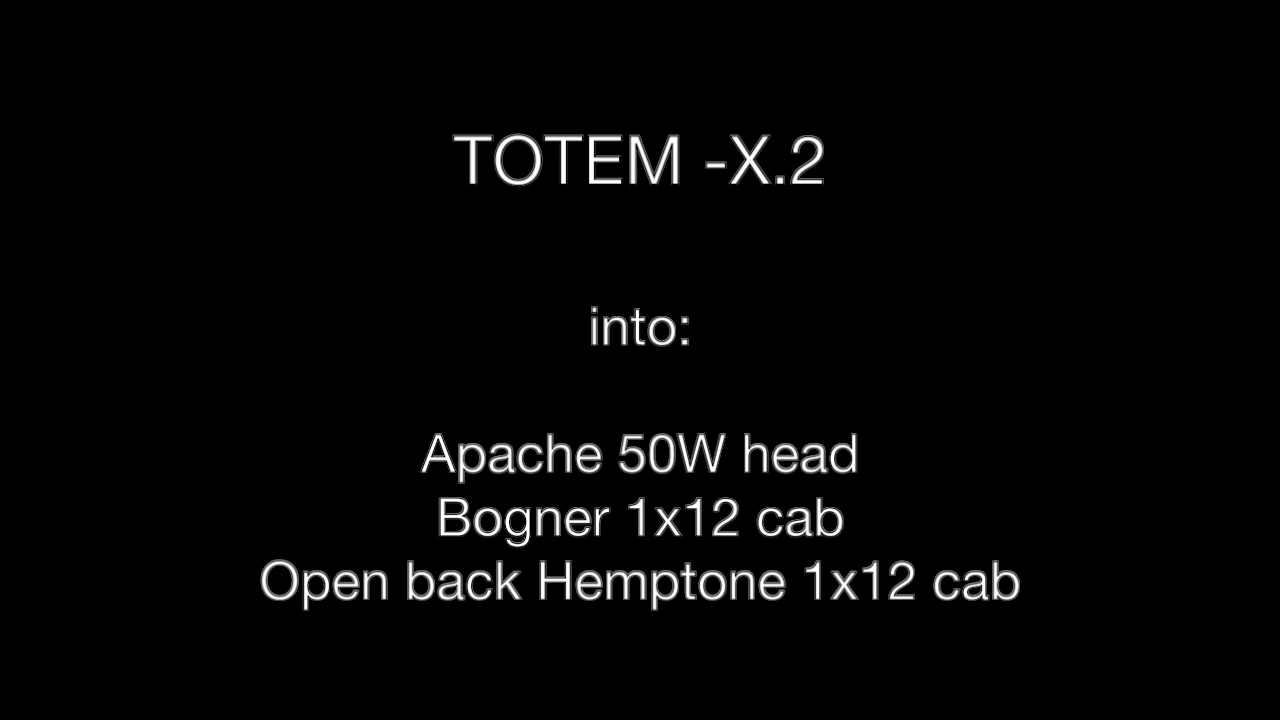 TOTEM -X.2
into:
Apache 50W head
Bogner 1x12 cab
Open back Hemptone 1x12 cab